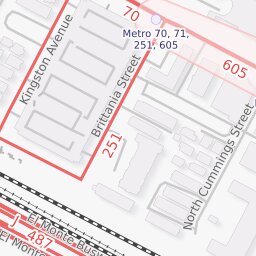 70
Metro 70, 71,
251, 605
605
Kingston Avenue
Brittania Street
251
North Cummings Street
El Monte Busw
487
El Monte